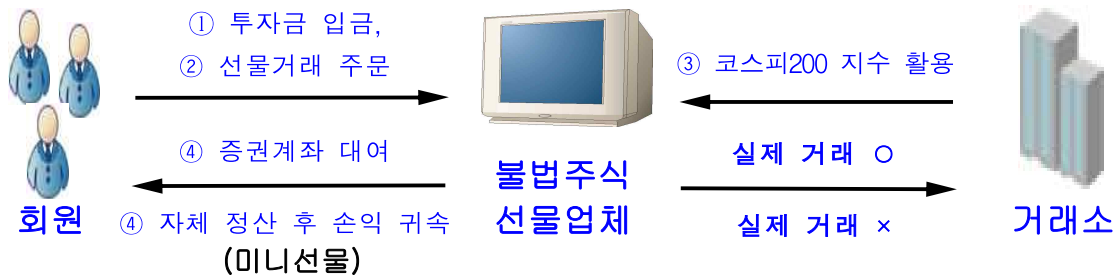 ① 투자금 입금,
② 선물거래 주문
③ 코스피200 지수 활용
④ 증권계좌 대여
실제 거래 ○
불법주식
선물업체
회원
④ 자체 정산 후 손익 귀속
(미니선물)
실제 거래 ×
거래소